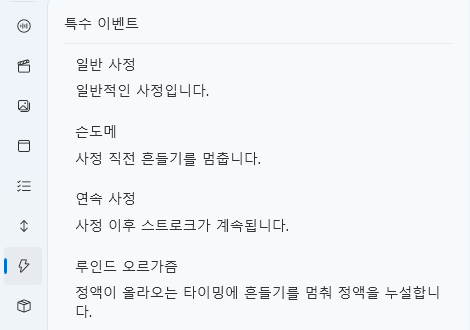 특수 이벤트
일반 사정
일반적인 사정입니다.
슨도메
사정 직전 흔들기를 멈춥니다.
연속 사정
사정 이후 스트로크가 계속됩니다.
루인드 오르가즘
정액이 올라오는 타이밍에 흔들기를 멈춰 정액을 누설합니
다.